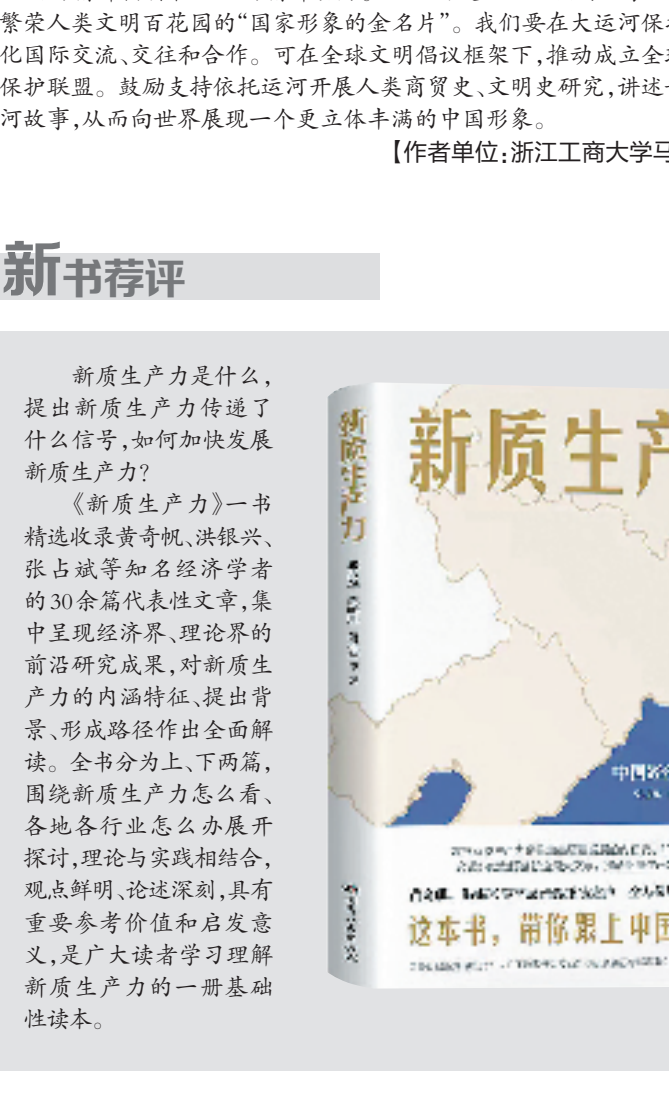 繁荣人类文明百花园的“国家形象的金名片”。我们要在大运河保
化国际交流、交往和合作。可在全球文明倡议框架下,推动成立全
保护联盟。鼓励支持依托运河开展人类商贸史、文明史研究,讲述
河故事,从而向世界展现一个更立体丰满的中国形象。
【作者单位:浙江工商大学马
新书荐评
新质生产力是什么,
提出新质生产力传递了
什么信号,如何加快发展
新质生产力?
《新质生产力》一书
精选收录黄奇帆、洪银兴、
张占斌等知名经济学者
的30余篇代表性文章,集
中呈现经济界、理论界的
前沿研究成果,对新质生
产力的内涵特征、提出背
景、形成路径作出全面解
读。全书分为上、下两篇,
围绕新质生产力怎么看、
各地各行业怎么办展开
探讨,理论与实践相结合,
观点鲜明、论述深刻,具有
重要参考价值和启发意
义,是广大读者学习理解
新质生产力的一册基础
性读本。
新质生产力
新质生产
这本书，带你跟上中国